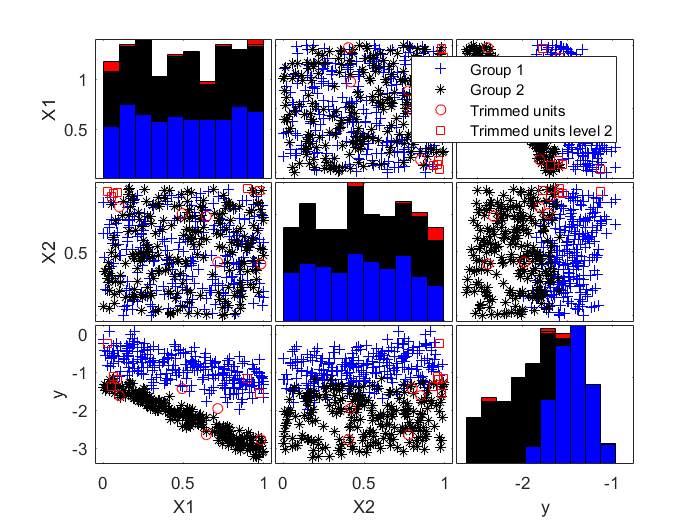 X1
1
0.5
Group 1
Group 2
Trimmed units
Trimmed units level 2
X2
0.5
y
0
-1
-2
-3
0 0.5 1
0 0.5 1
-2 -1
X1 X2 y